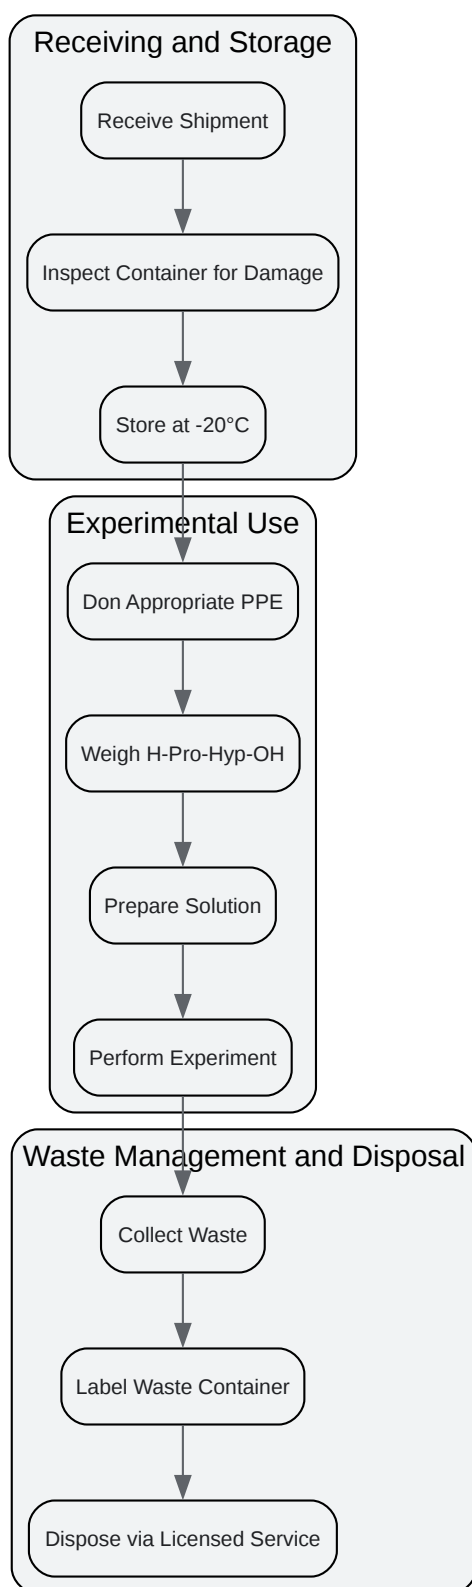 Receiving and Storage
Receive Shipment
Inspect Container for Damage
Store at -20°C
Experimental Use
Don Appropriate PPE
Weigh H-Pro-Hyp-OH
Prepare Solution
Perform Experiment
Waste Management and Disposal
Collect Waste
Label Waste Container
Dispose via Licensed Service